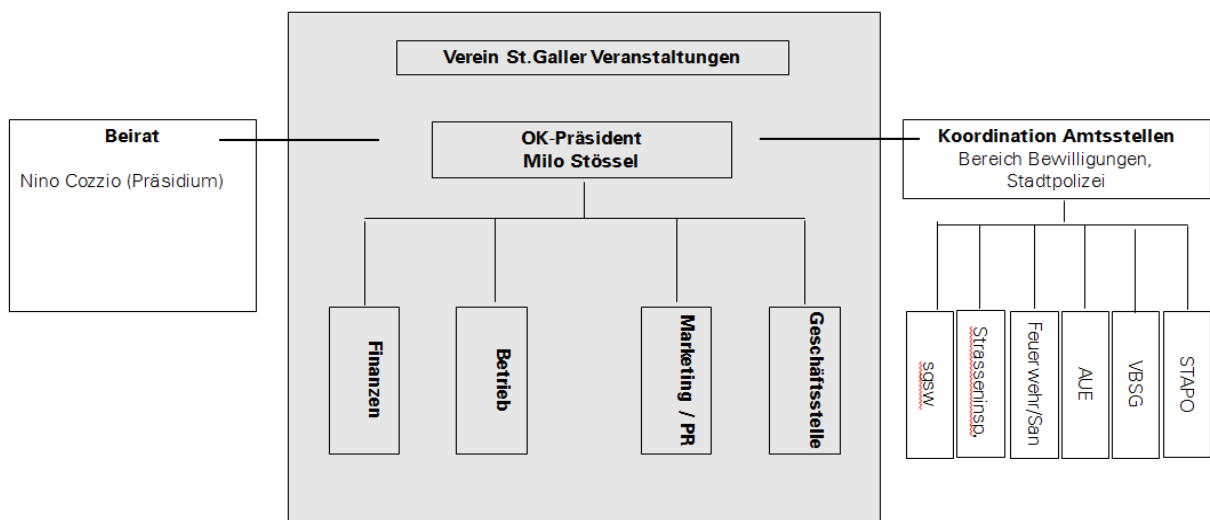 Verein St.Galler Veranstaltungen
Beirat
Nino Cozzio (Präsidium)
OK-Präsident
Milo Stössel
Koordination Amtsstellen
Bereich Bewilligungen,
Stadtpolizei
Finanzen
Betrieb
Marketing / PR
Geschäftsstelle
sgsw
Strasseninsp.
Feuerwehr/San
AUE
VBSG
STAPO